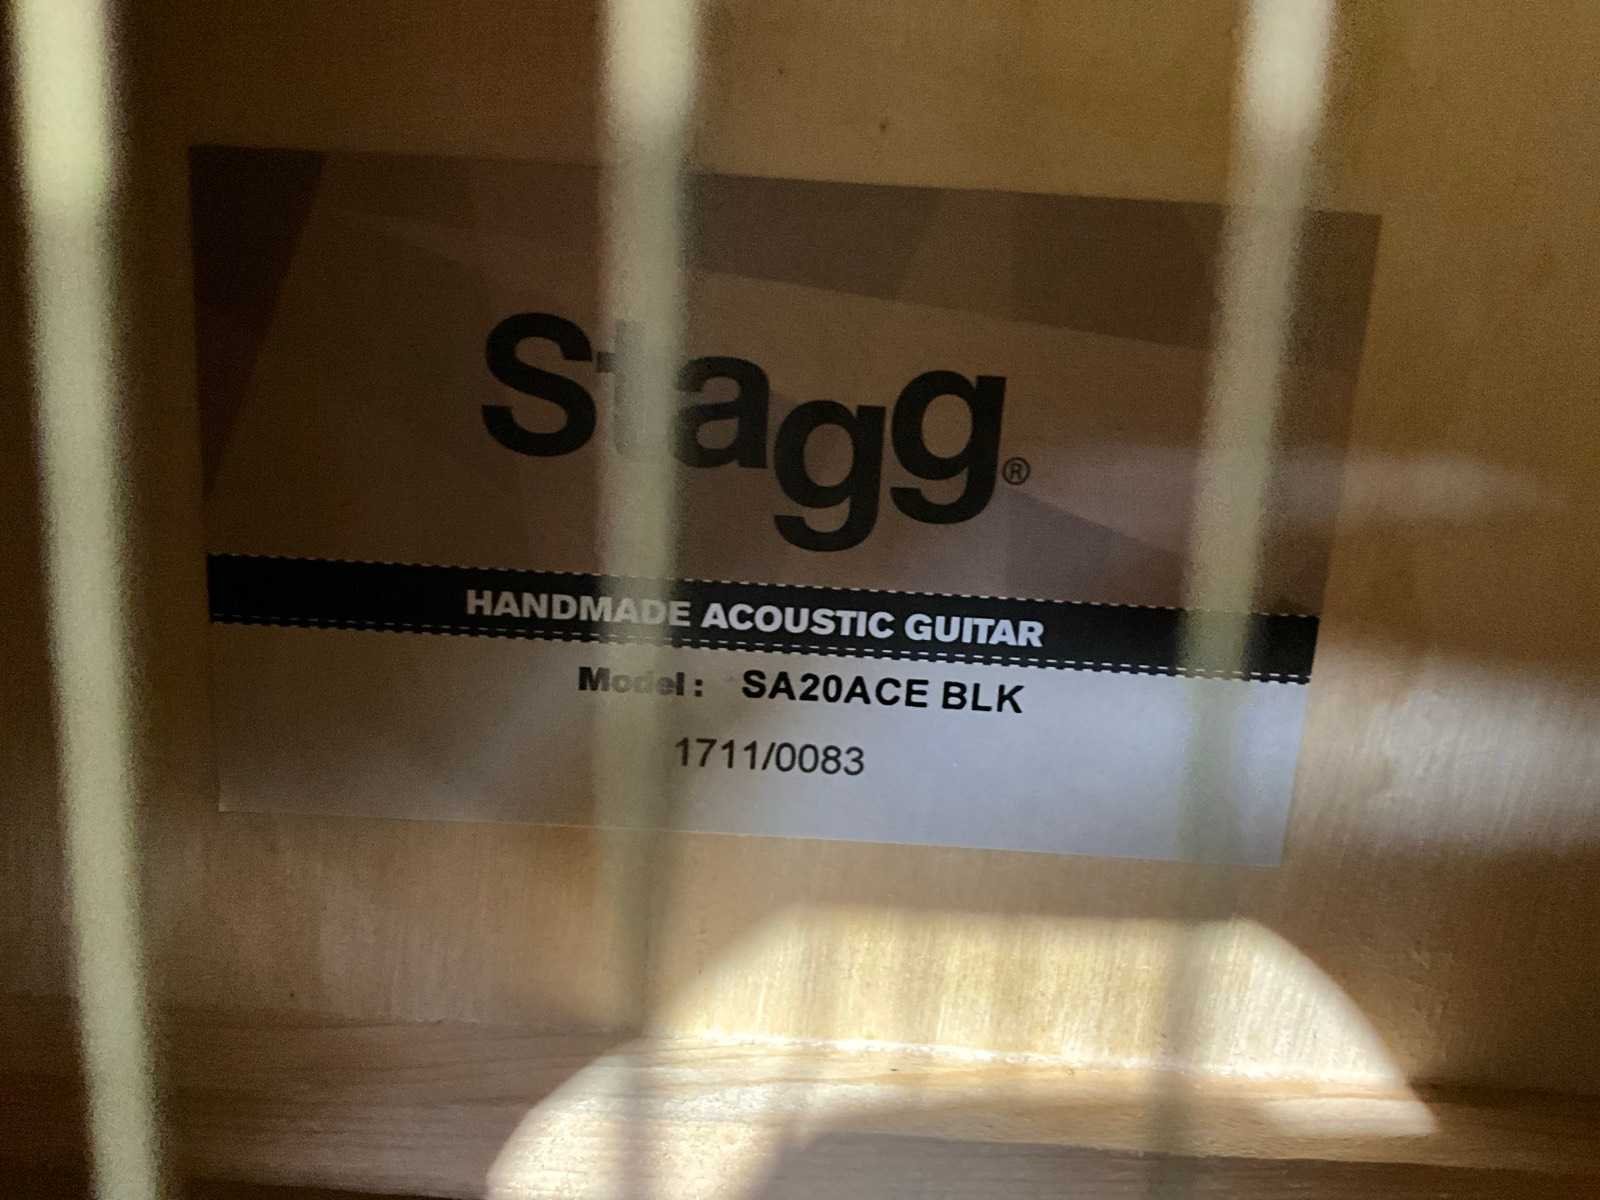 Stagg®
HANDMADE ACOUSTIC GUITAR
Model: SA20ACE BLK
1711/0083